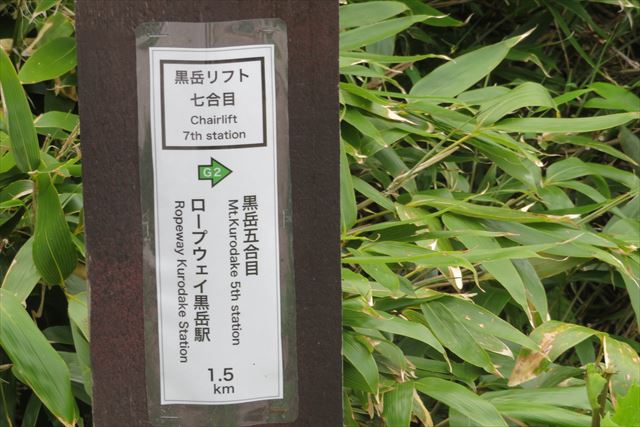 黒岳リフト
七合目
Chairlift
7th station
G2
黒岳五合目
Mt.Kurodake 5th station
ロープウェイ黒岳駅
Ropeway Kurodake Station
1.5
km